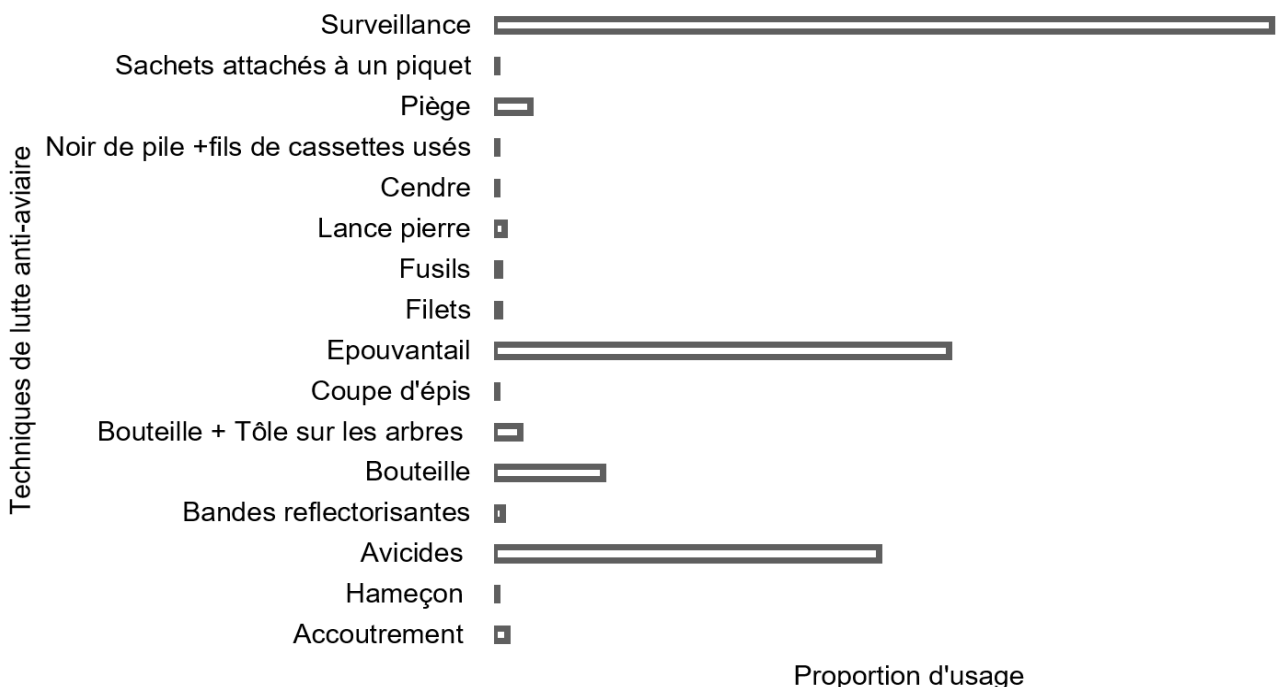 Surveillance
Sachets attachés à un piquet
Piège
Noir de pile +fils de cassettes usés
Cendre
Lance pierre
Fusils
Filets
Epouvantail
Coupe d'épis
Bouteille + Tôle sur les arbres
Bouteille
Bandes reflectorisantes
Avicides
Hameçon
Accoutrement
Techniques de lutte anti-aviaire
Proportion d'usage